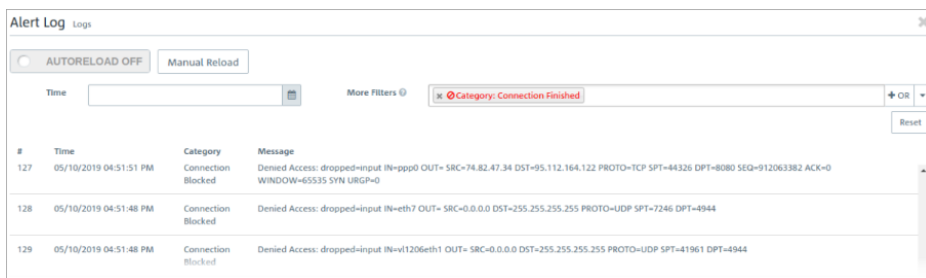 Alert Log Logs
AUTORELOAD OFF Manual Reload
Time More Filters Category: Connection Finished + OR
Reset
# Time Category Message
127 05/10/2019 04:51:51 PM Connection Denied Access: dropped=input IN=ppp0 OUT= SRC=74.82.47.34 DST=95.112.164.122 PROTO=TCP SPT=44326 DPT=8080 SEQ=912063382 ACK=0
Blocked WINDOW=65535 SYN URGP=0
128 05/10/2019 04:51:48 PM Connection Denied Access: dropped=input IN=eth7 OUT= SRC=0.0.0.0 DST=255.255.255.255 PROTO=UDP SPT=7246 DPT=4944
Blocked
129 05/10/2019 04:51:48 PM Connection Denied Access: dropped=input IN=vl1206eth1 OUT= SRC=0.0.0.0 DST=255.255.255.255 PROTO=UDP SPT=41961 DPT=4944
Blocked